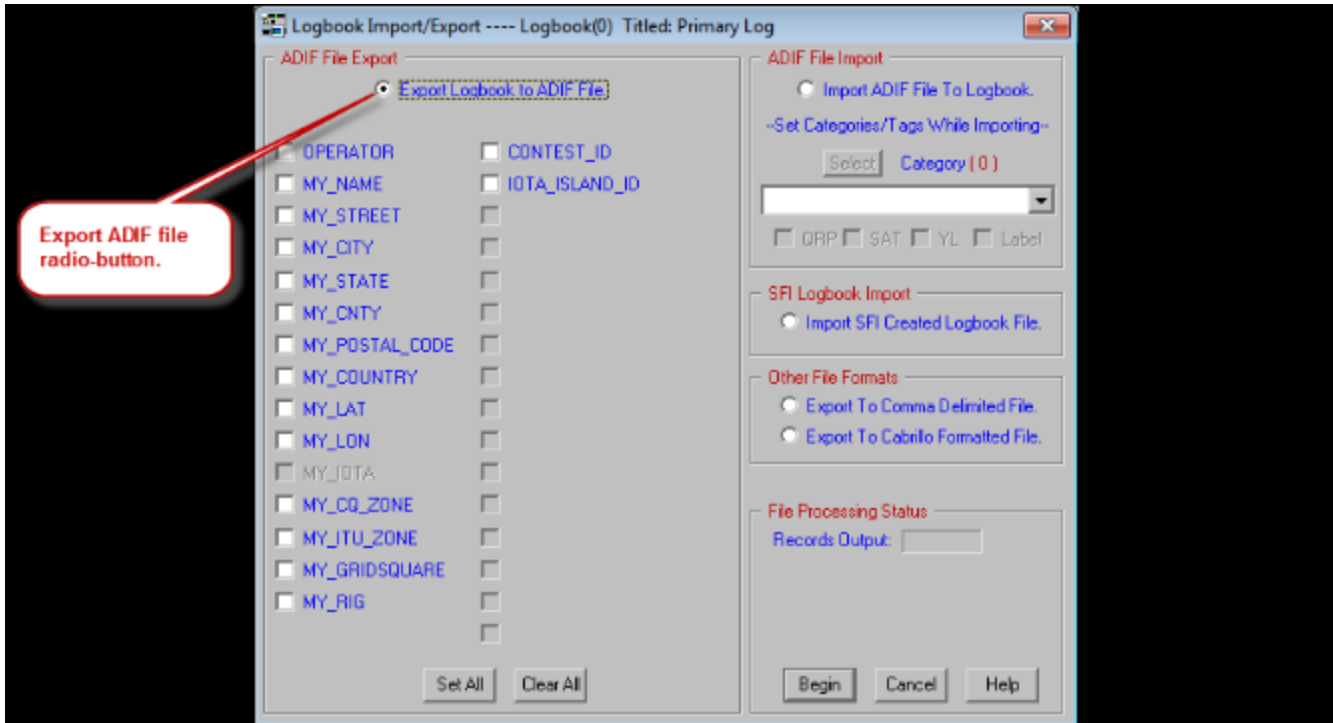 Logbook Import/Export ---- Logbook(0) Titled: Primary Log
ADIF File Export
Export Logbook to ADIF File.
OPERATOR
MY_NAME
MY_STREET
MY_CITY
MY_STATE
MY_CNTY
MY_POSTAL_CODE
MY_COUNTRY
MY_LAT
MY_LON
MY_IOTA
MY_CQ_ZONE
MY_ITU_ZONE
MY_GRIDSQUARE
MY_RIG
CONTEST_ID
IOTA_ISLAND_ID
Set All Clear All
Export ADIF file
radio-button.
ADIF File Import
Import ADIF File To Logbook.
--Set Categories/Tags While Importing--
Select Category ( 0 )
QRP SAT YL Label
SFI Logbook Import
Import SFI Created Logbook File.
Other File Formats
Export To Comma Delimited File.
Export To Cabrillo Formatted File.
File Processing Status
Records Output:
Begin Cancel Help